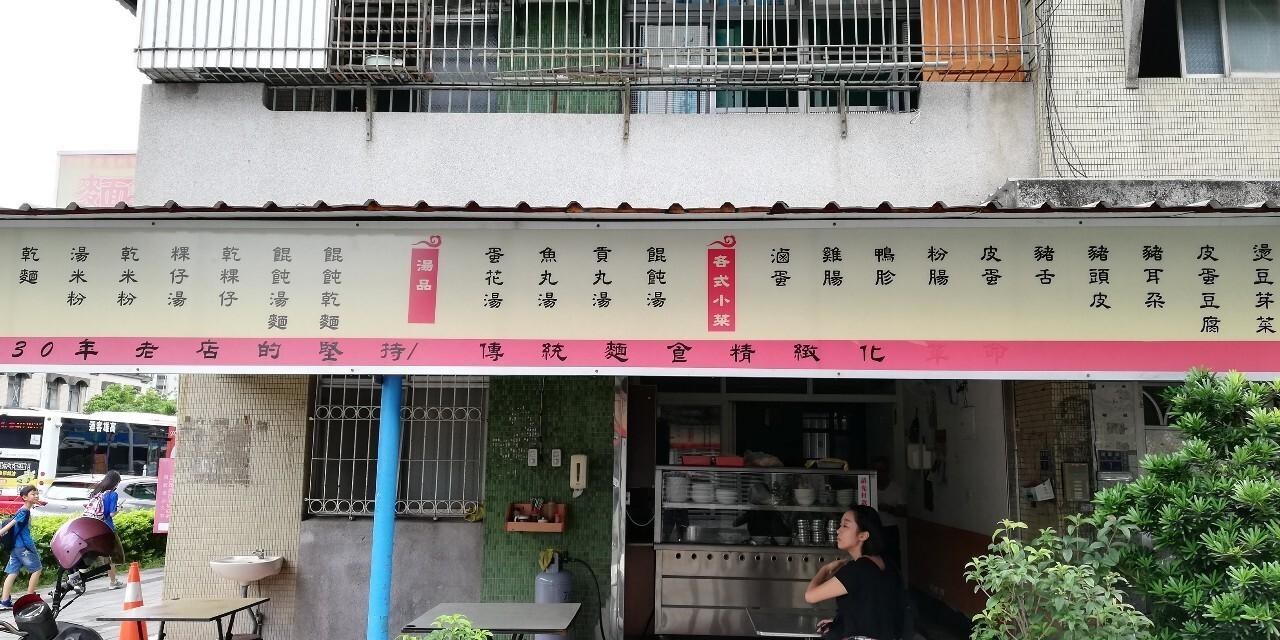 麵
乾麵
湯米粉
乾米粉
粿仔湯
乾粿仔
餛飩湯麵
餛飩乾麵
湯品
蛋花湯
魚丸湯
貢丸湯
餛飩湯
各式小菜
滷蛋
雞腸
鴨胗
粉腸
皮蛋
豬舌
豬頭皮
豬耳朶
皮蛋豆腐
燙豆芽菜
30年老店的堅持/傳統麵食精緻化 革命